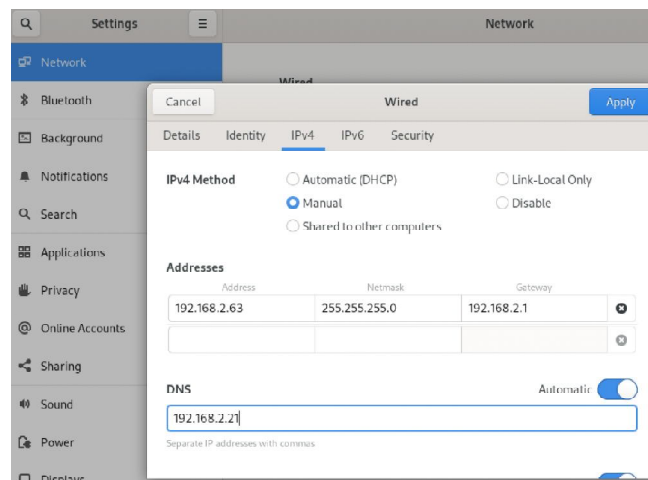 Settings
Network
Network
Wired
Bluetooth
Cancel
Wired
Apply
Background
Details Identity IPv4 IPv6 Security
Notifications
IPv4 Method
Automatic (DHCP)
Link-Local Only
Manual
Disable
Search
Shared to other computers
Applications
Addresses
Address Netmask Gateway
Privacy
192.168.2.63 255.255.255.0 192.168.2.1
Online Accounts
Sharing
DNS
Automatic
Sound
192.168.2.21
Power
Separate IP addresses with commas
Displays